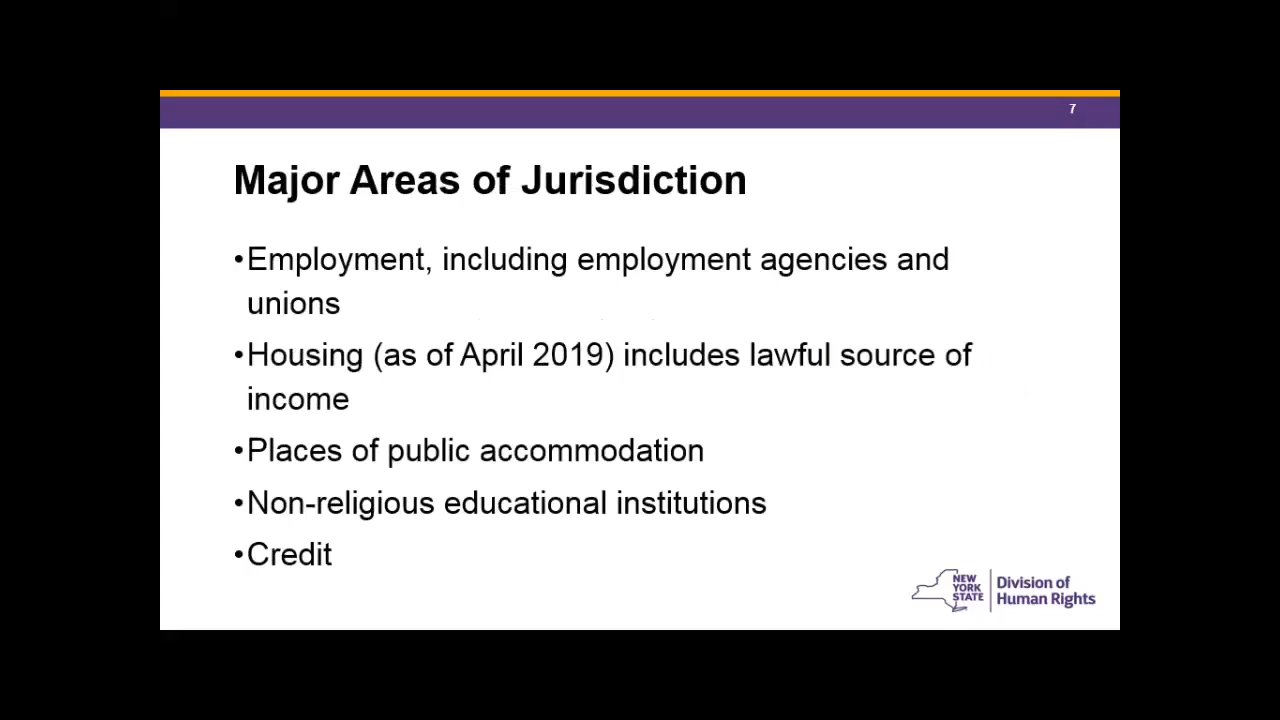 7
Major Areas of Jurisdiction
•Employment, including employment agencies and
unions
•Housing (as of April 2019) includes lawful source of
income
•Places of public accommodation
•Non-religious educational institutions
•Credit
NEW
YORK
STATE
Division of
Human Rights